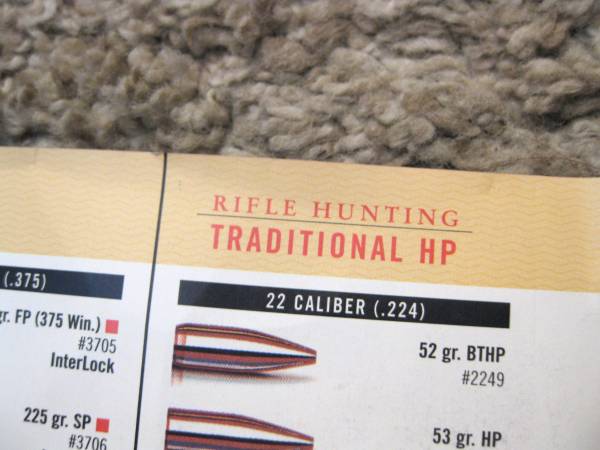 (.375)
gr. FP (375 Win.)
#3705
InterLock
225 gr. SP
#3706
RIFLE HUNTING
TRADITIONAL HP
22 CALIBER (.224)
52 gr. BTHP
#2249
53 gr. HP